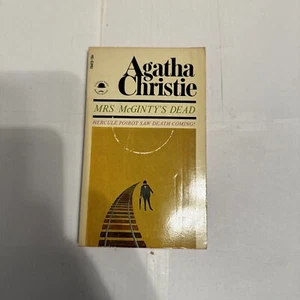 Agatha
Christie
MRS McGINTY'S DEAD
HERCULE POIROT SAW DEATH COMING!